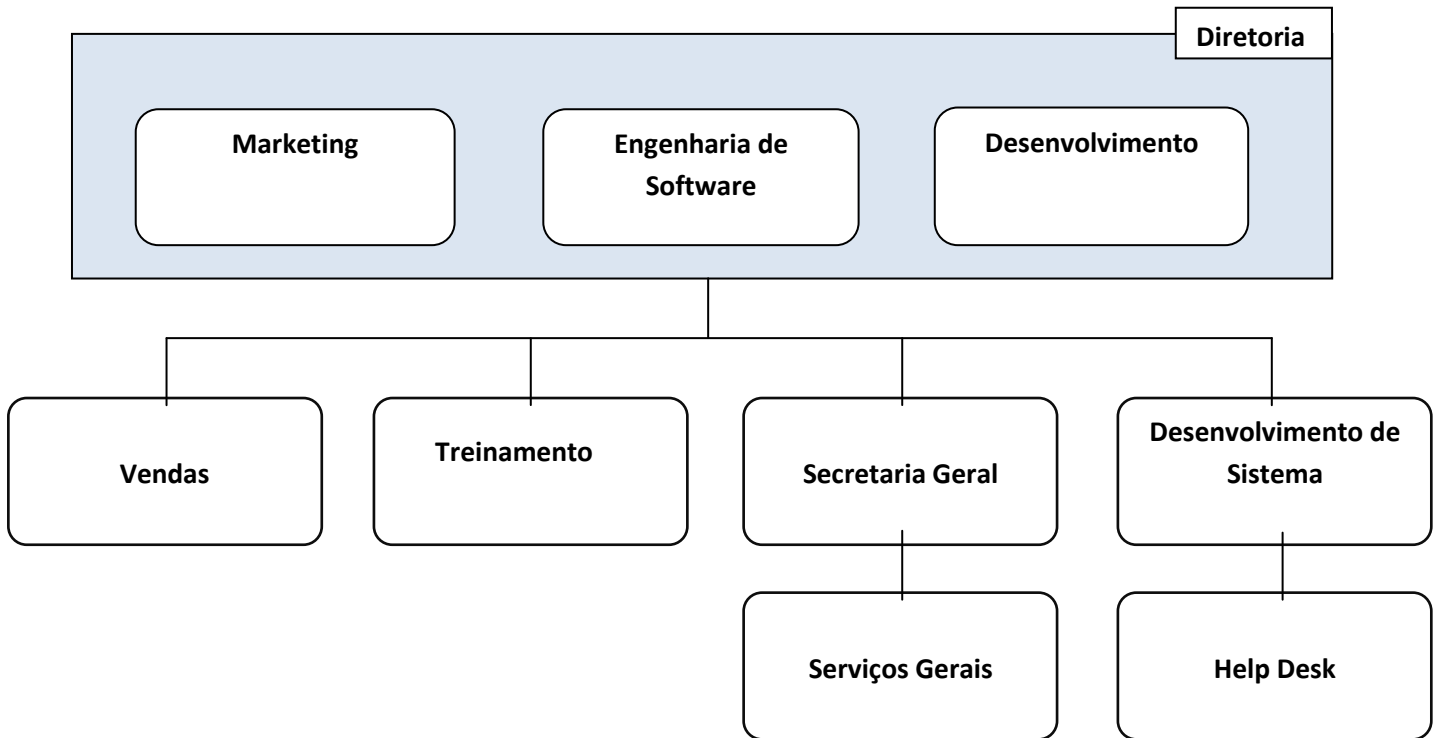 Diretoria
Marketing
Engenharia de
Software
Desenvolvimento
Vendas
Treinamento
Secretaria Geral
Desenvolvimento de
Sistema
Serviços Gerais
Help Desk